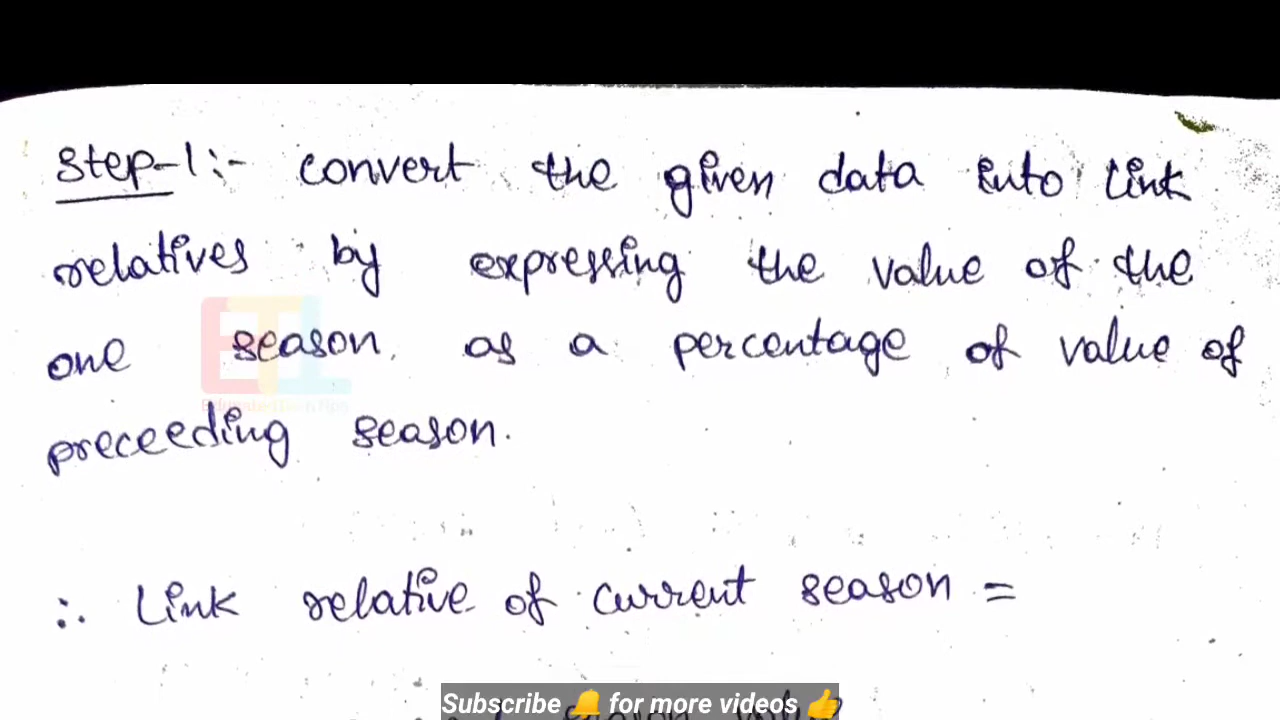 Step-1:- convert the given data into link
relatives by expressing the value of the
one season as a percentage of value of
preceeding season.
∴ Link relative of current season =
Subscribe 🔔 for more videos 👍